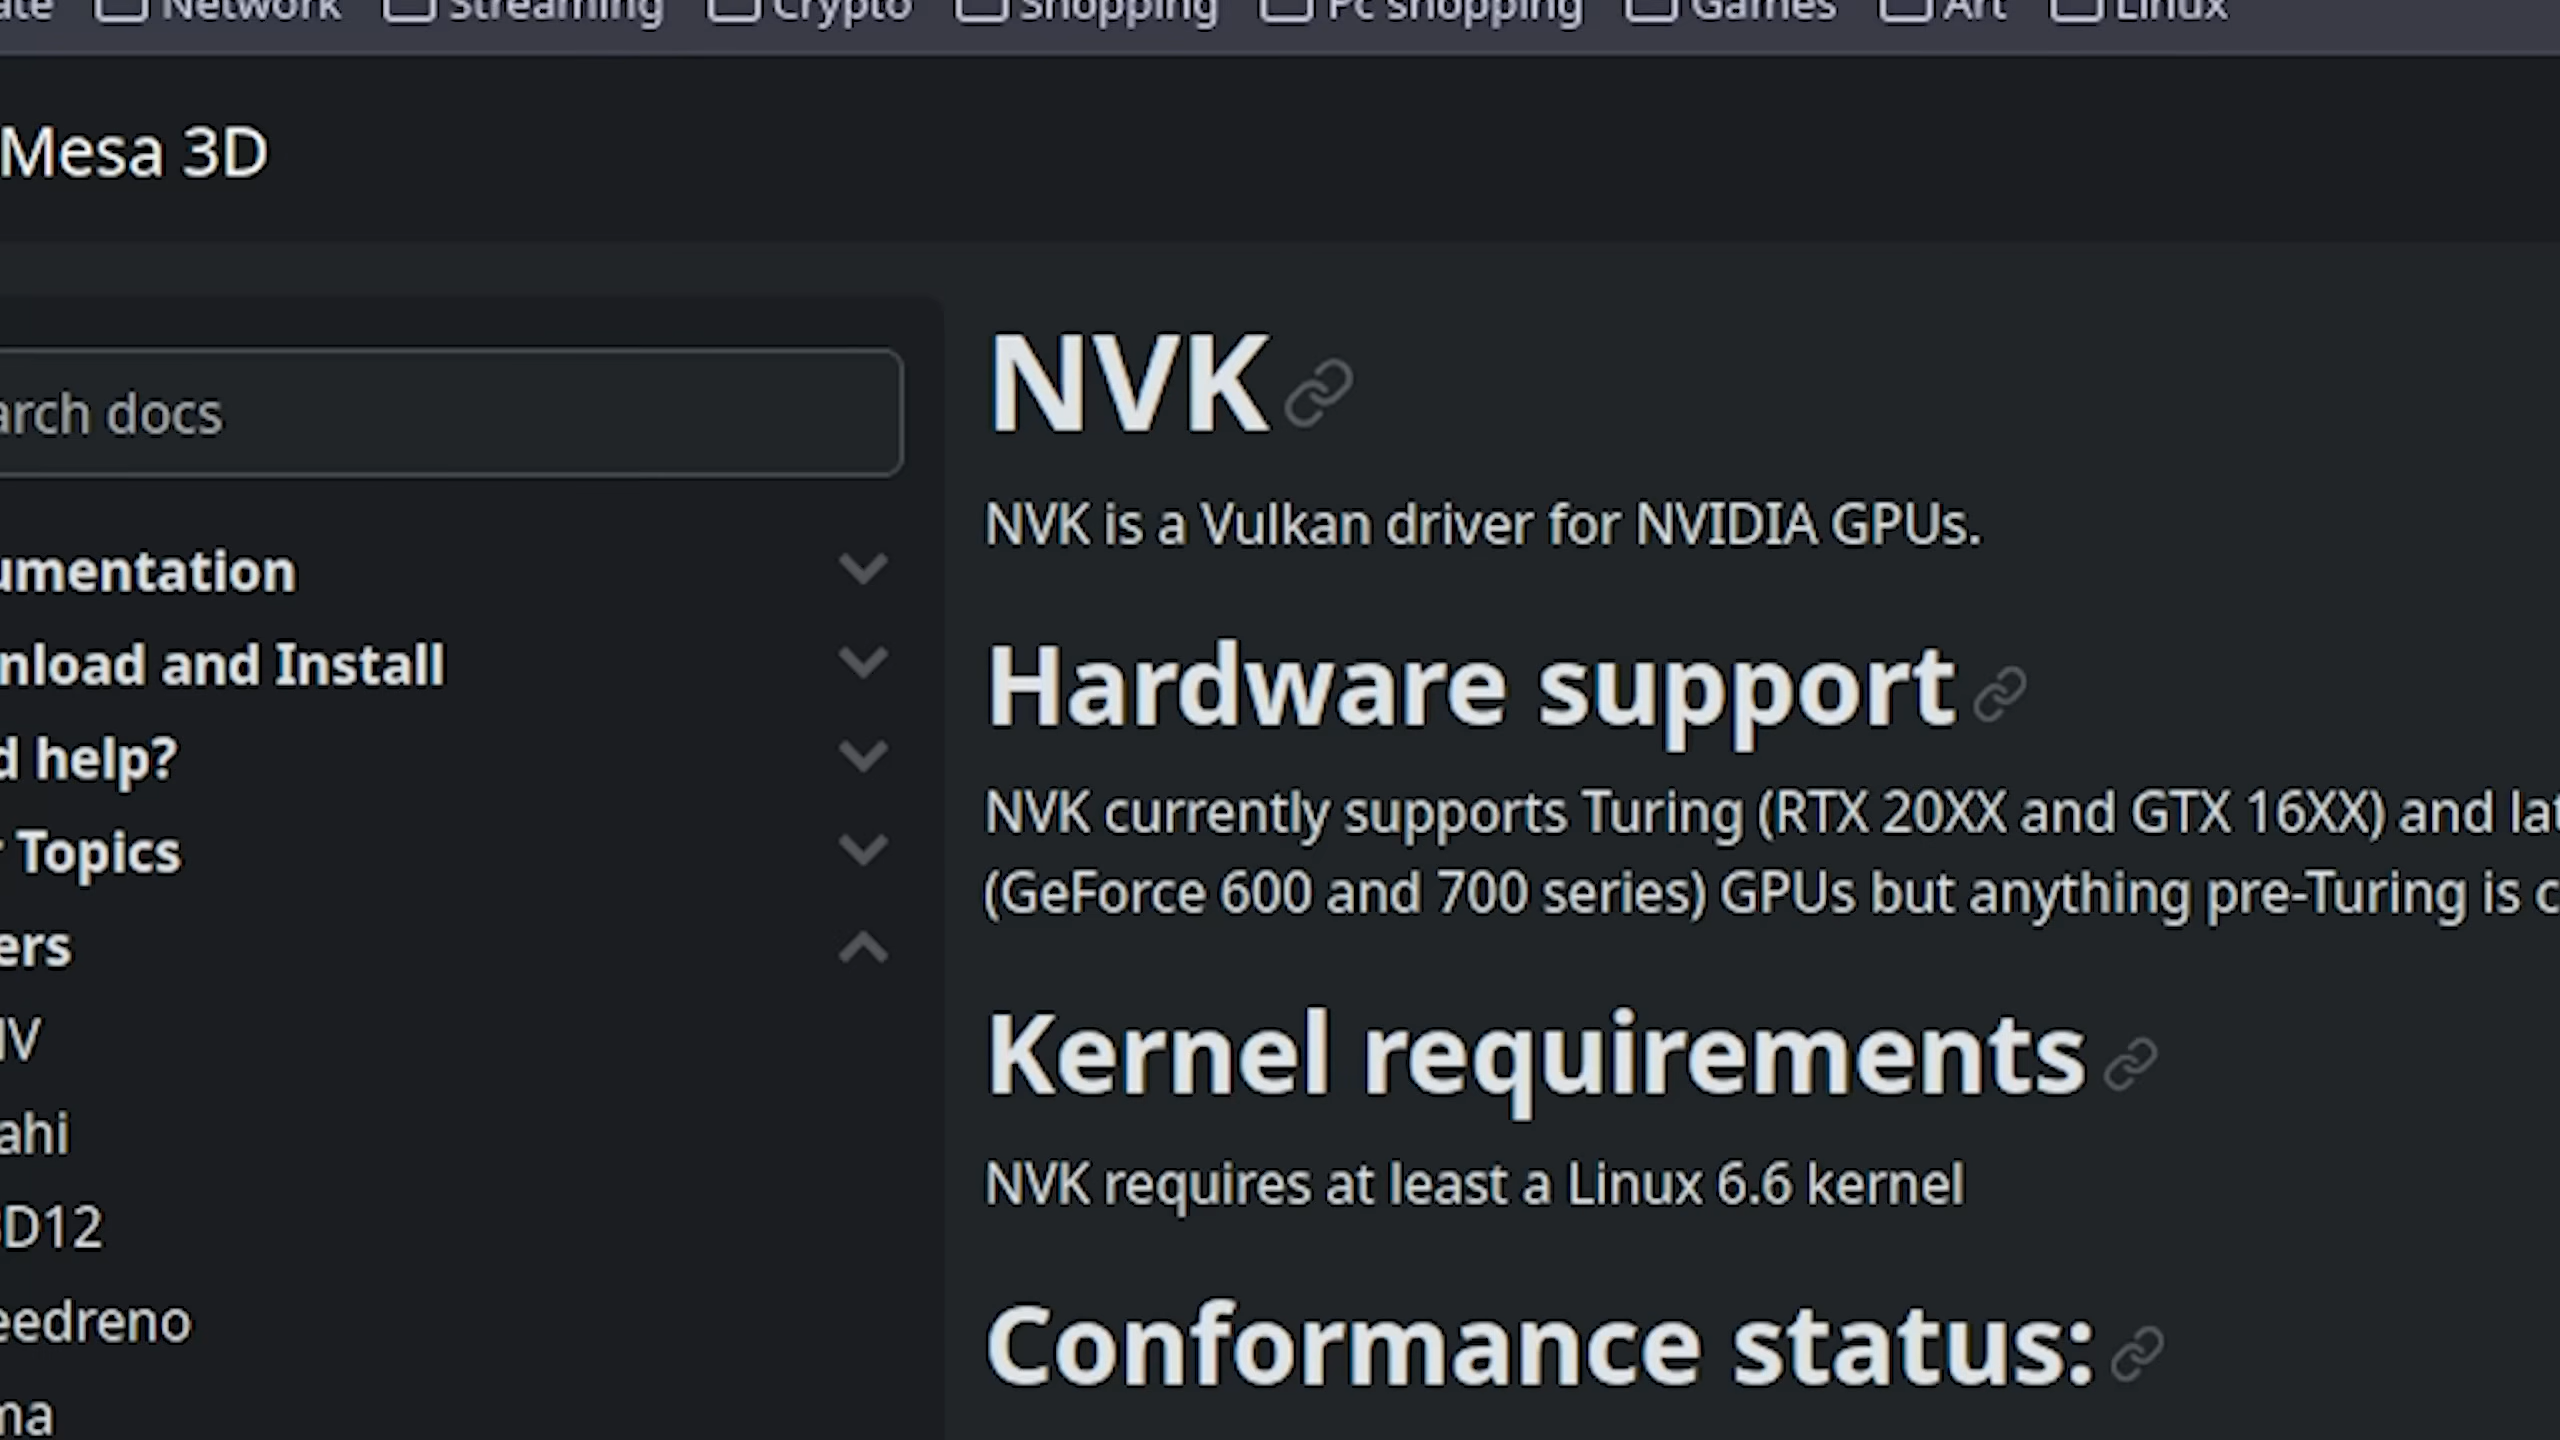 Network Streaming Crypto Shopping Pc shopping Games Art Linux
Mesa 3D
arch docs
umentation
nload and Install
d help?
Topics
ers
ahi
D12
eedreno
ma
NVK
NVK is a Vulkan driver for NVIDIA GPUs.
Hardware support
NVK currently supports Turing (RTX 20XX and GTX 16XX) and lat
(GeForce 600 and 700 series) GPUs but anything pre-Turing is c
Kernel requirements
NVK requires at least a Linux 6.6 kernel
Conformance status: